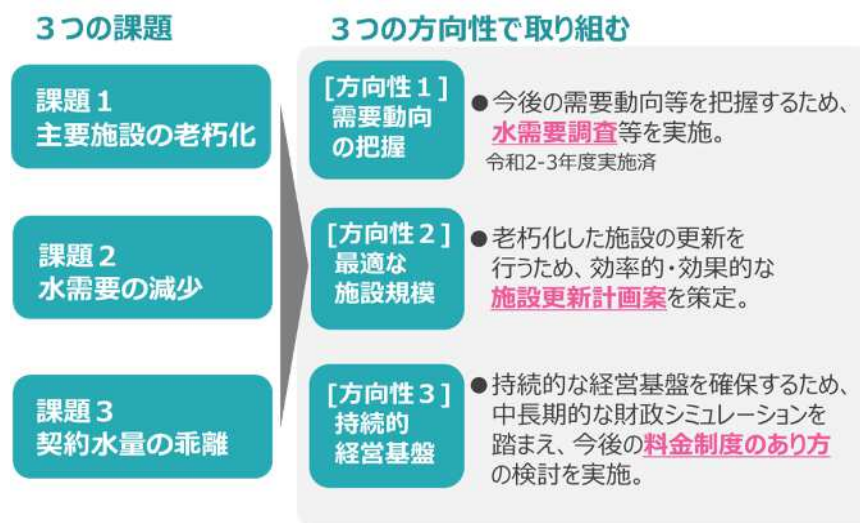 3つの課題
課題1
主要施設の老朽化
課題2
水需要の減少
課題3
契約水量の乖離
3つの方向性で取り組む
[方向性1]
需要動向
の把握
●今後の需要動向等を把握するため、
水需要調査等を実施。
令和2-3年度実施済
[方向性2]
最適な
施設規模
●老朽化した施設の更新を
行うため、効率的・効果的な
施設更新計画案を策定。
[方向性3]
持続的
経営基盤
●持続的な経営基盤を確保するため、
中長期的な財政シミュレーションを
踏まえ、今後の料金制度のあり方
の検討を実施。